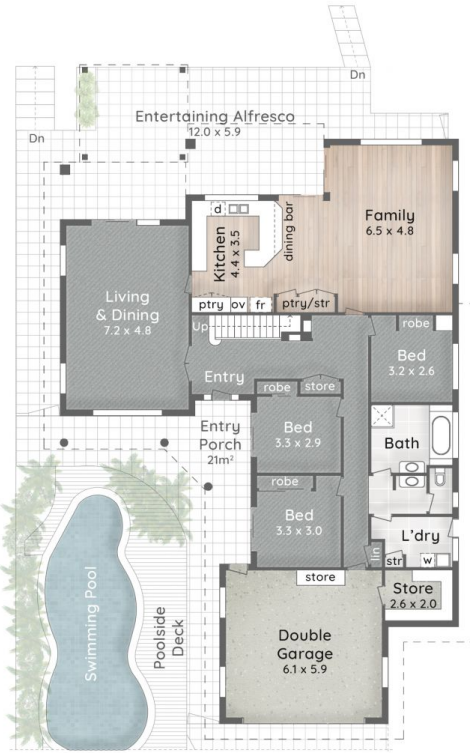 Dn
Dn
Entertaining Alfresco
12.0 x 5.9
d
Kitchen
4.4 x 3.5
dining bar
Family
6.5 x 4.8
Living
& Dining
7.2 x 4.8
ptry
ov
fr
ptry/str
Up
robe
Bed
3.2 x 2.6
Entry
robe
store
Entry
Porch
21m²
Bed
3.3 x 2.9
Bath
robe
Bed
3.3 x 3.0
L'dry
lin
str
w
store
Store
2.6 x 2.0
Swimming Pool
Poolside
Deck
Double
Garage
6.1 x 5.9